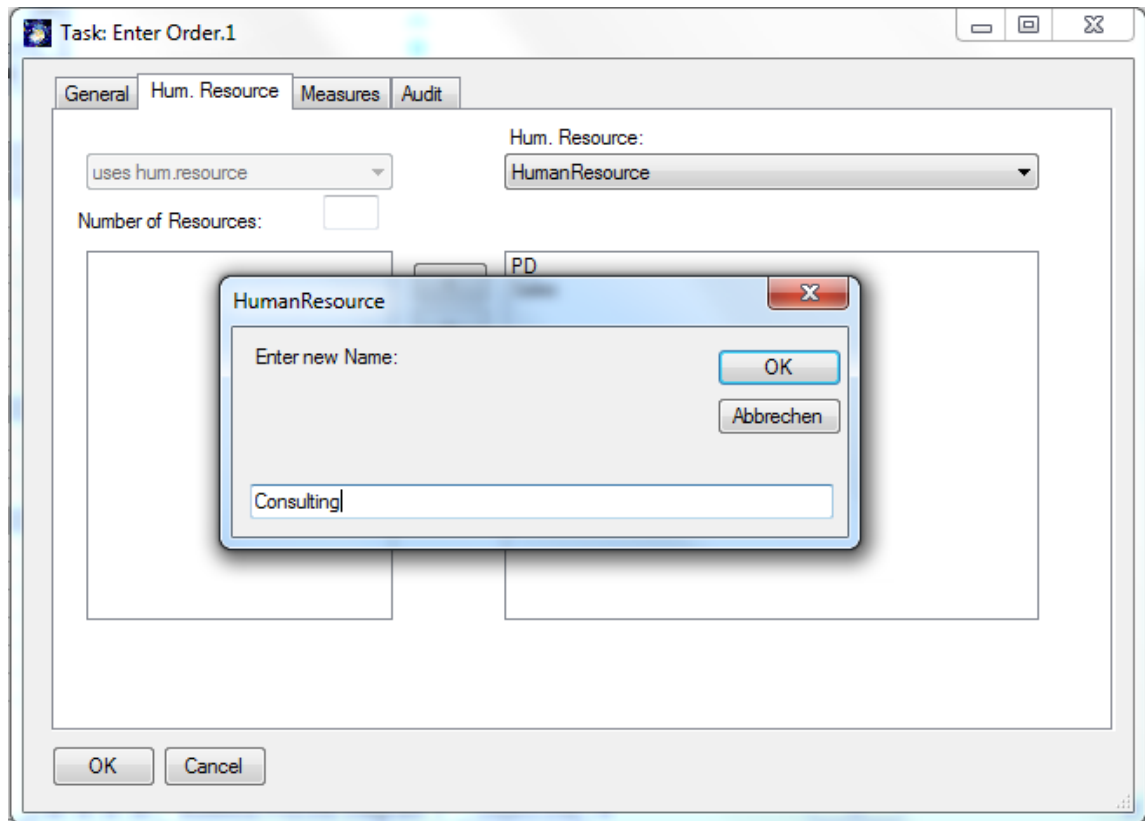 Task: Enter Order.1
General Hum. Resource Measures Audit
Hum. Resource:
uses hum.resource HumanResource
Number of Resources:
PD
HumanResource
Enter new Name:
OK
Abbrechen
Consulting
OK Cancel